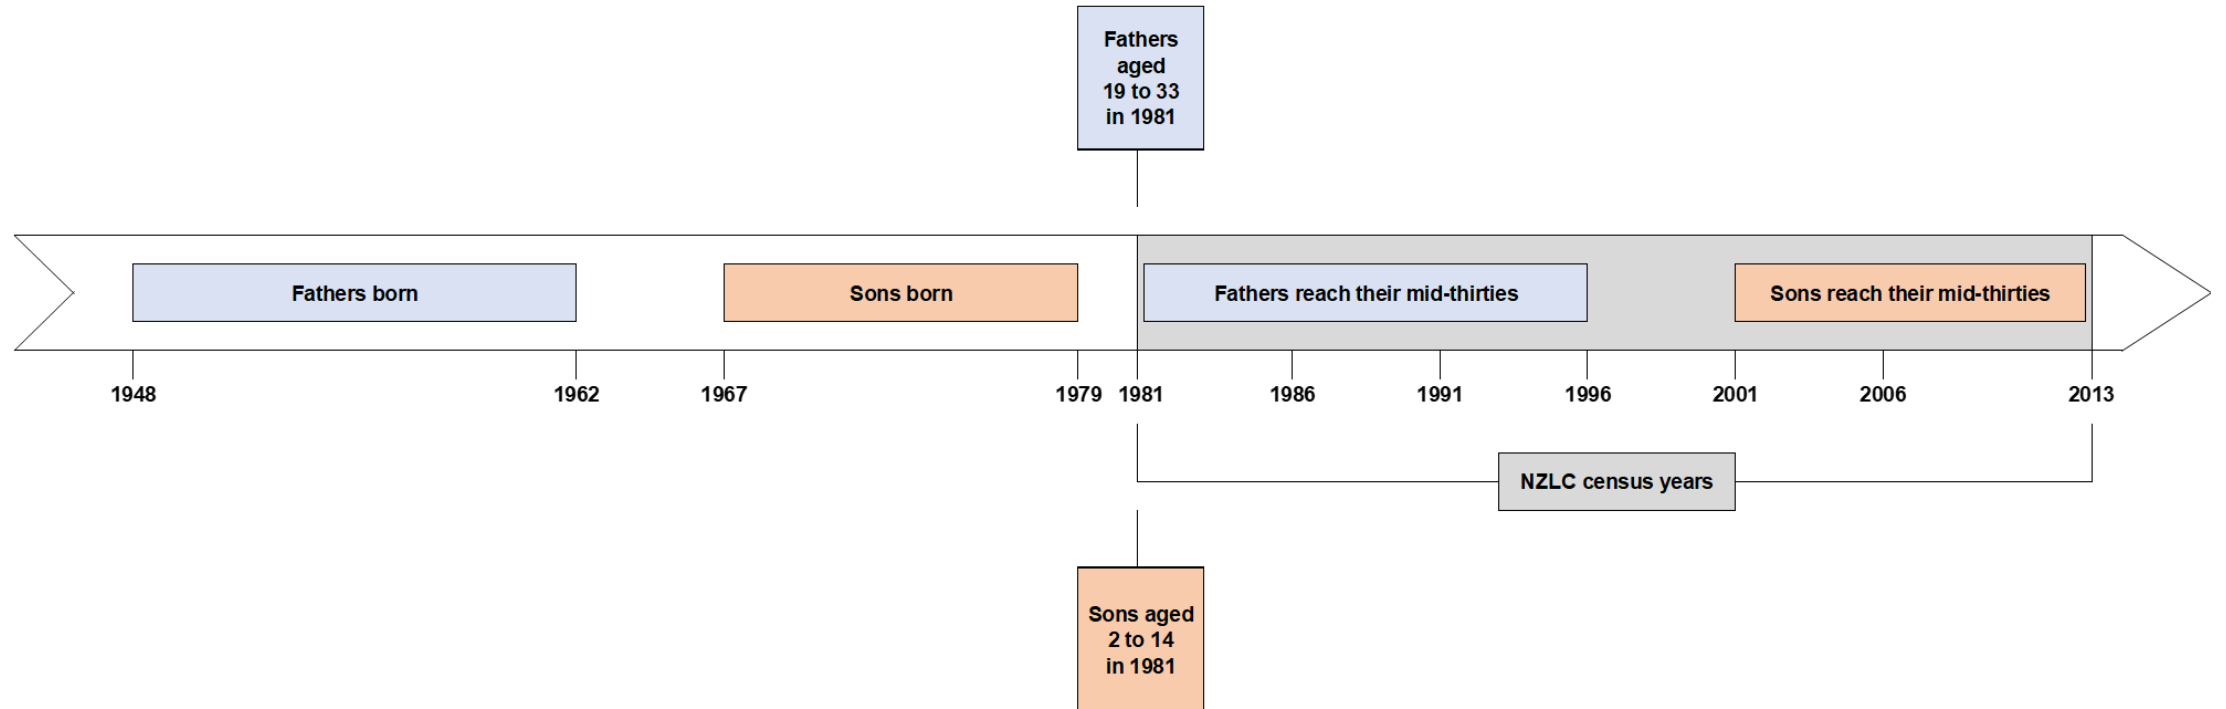 Fathers
aged
19 to 33
in 1981
Fathers born
Sons born
Fathers reach their mid-thirties
Sons reach their mid-thirties
1948
1962
1967
1979
1981
1986
1991
1996
2001
2006
2013
NZLC census years
Sons aged
2 to 14
in 1981